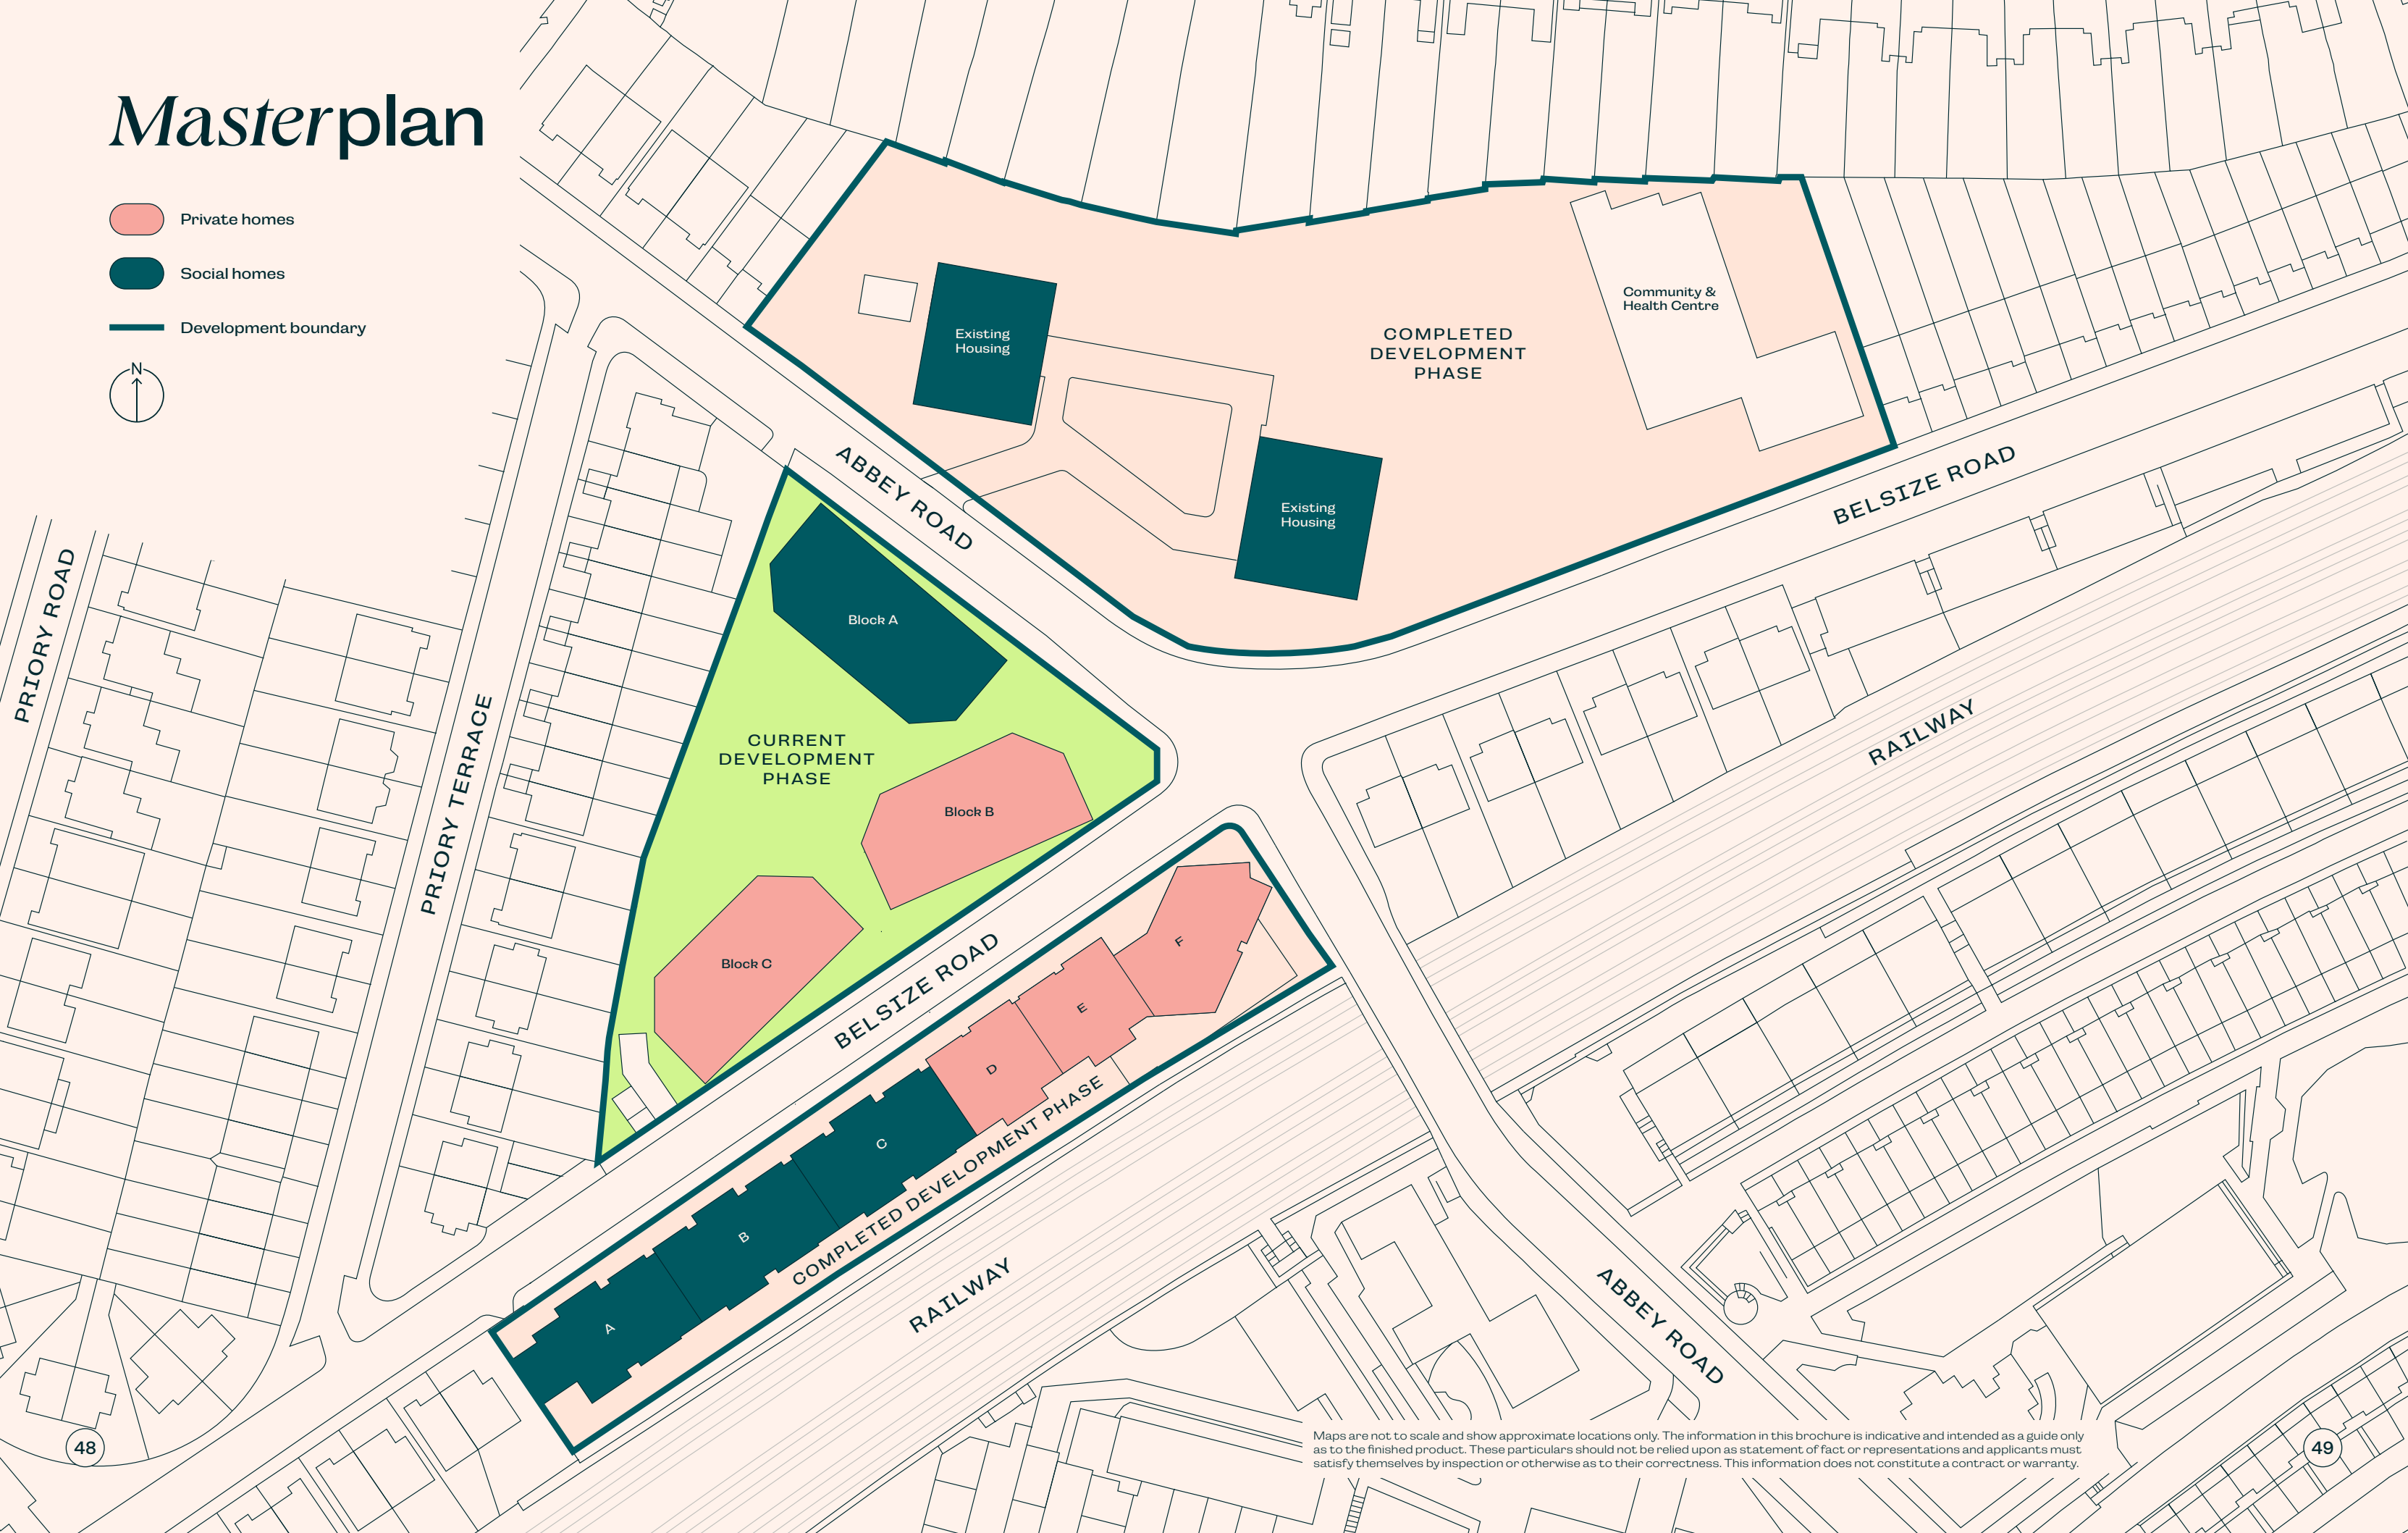 Masterplan
Private homes
Social homes
Development boundary
N
Community &
Health Centre
Existing
Housing
COMPLETED
DEVELOPMENT
PHASE
ABBEY ROAD
BELSIZE ROAD
Existing
Housing
PRIORY ROAD
Block A
PRIORY TERRACE
CURRENT
DEVELOPMENT
PHASE
RAILWAY
Block B
Block C
BELSIZE ROAD
F
E
D
C
B
A
COMPLETED DEVELOPMENT PHASE
RAILWAY
ABBEY ROAD
48
Maps are not to scale and show approximate locations only. The information in this brochure is indicative and intended as a guide only
as to the finished product. These particulars should not be relied upon as statement of fact or representations and applicants must
satisfy themselves by inspection or otherwise as to their correctness. This information does not constitute a contract or warranty.
49